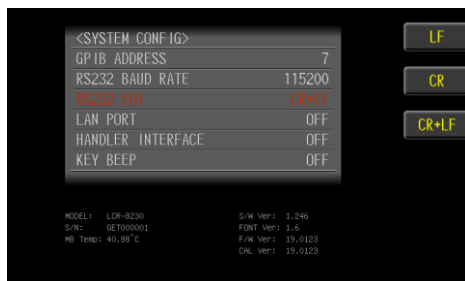 <SYSTEM CONFIG>
GPIB ADDRESS 7
RS232 BAUD RATE 115200
RS232 EOI CR+LF
LAN PORT OFF
HANDLER INTERFACE OFF
KEY BEEP OFF
LF
CR
CR+LF
MODEL: LCR-8230
S/N: GET000001
MB Temp: 40.88°C
S/W Ver: 1.246
FONT Ver: 1.6
F/W Ver: 19.0123
CAL Ver: 19.0123